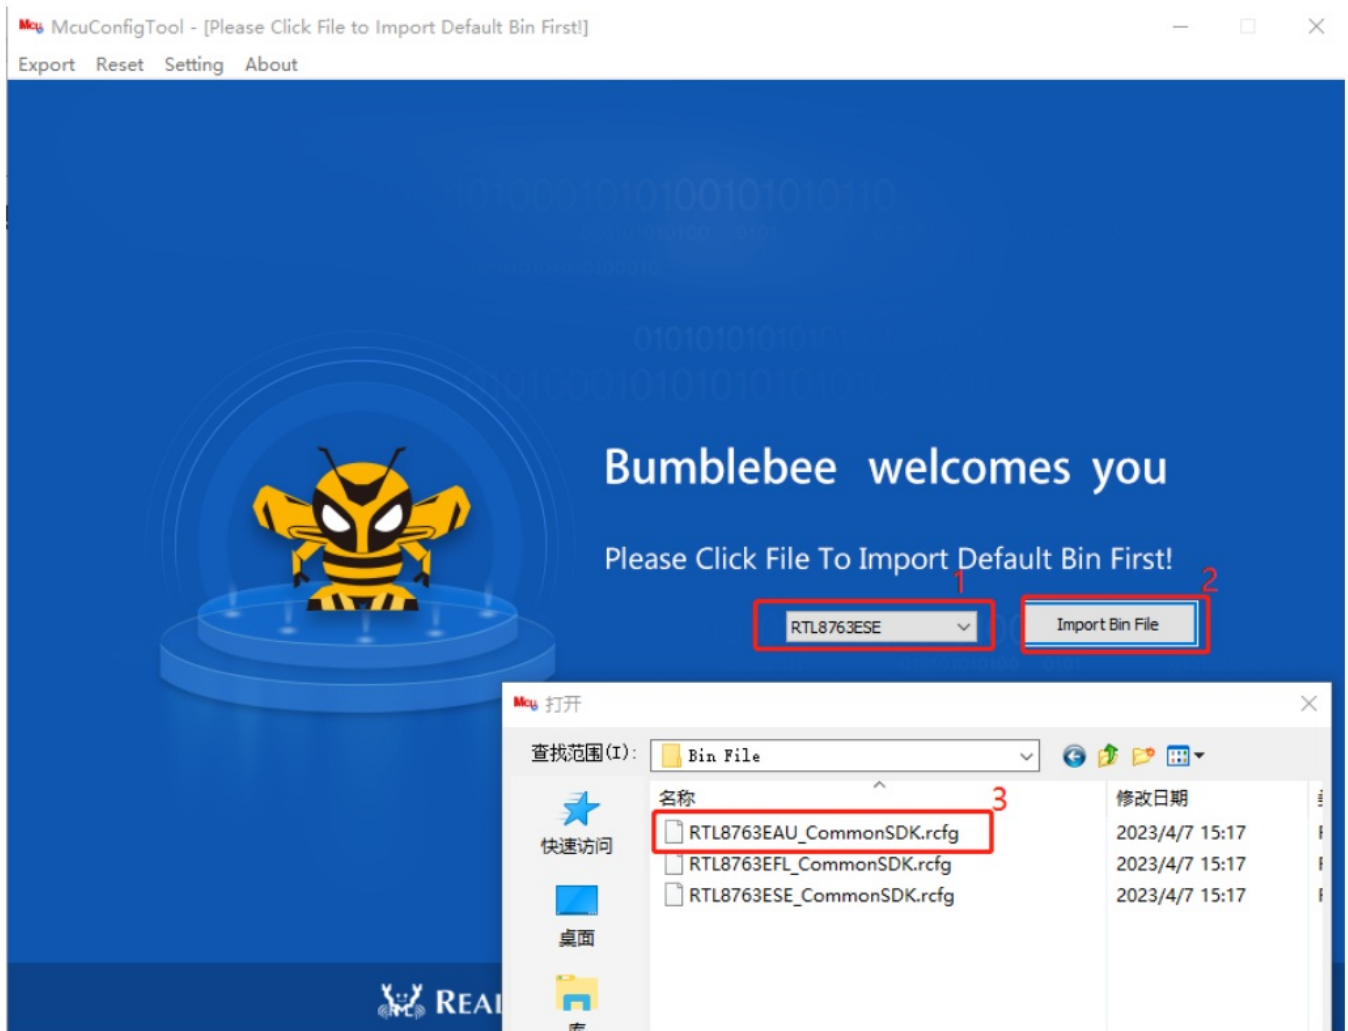 Mcu McuConfigTool - [Please Click File to Import Default Bin First!]
Export Reset Setting About
Bumblebee welcomes you
Please Click File To Import Default Bin First!
1
2
RTL8763ESE
Import Bin File
Mcu 打开
查找范围(I):
Bin File
名称
3
修改日期
RTL8763EAU_CommonSDK.rcfg 2023/4/7 15:17
快速访问
RTL8763EFL_CommonSDK.rcfg 2023/4/7 15:17
RTL8763ESE_CommonSDK.rcfg 2023/4/7 15:17
桌面
REAL